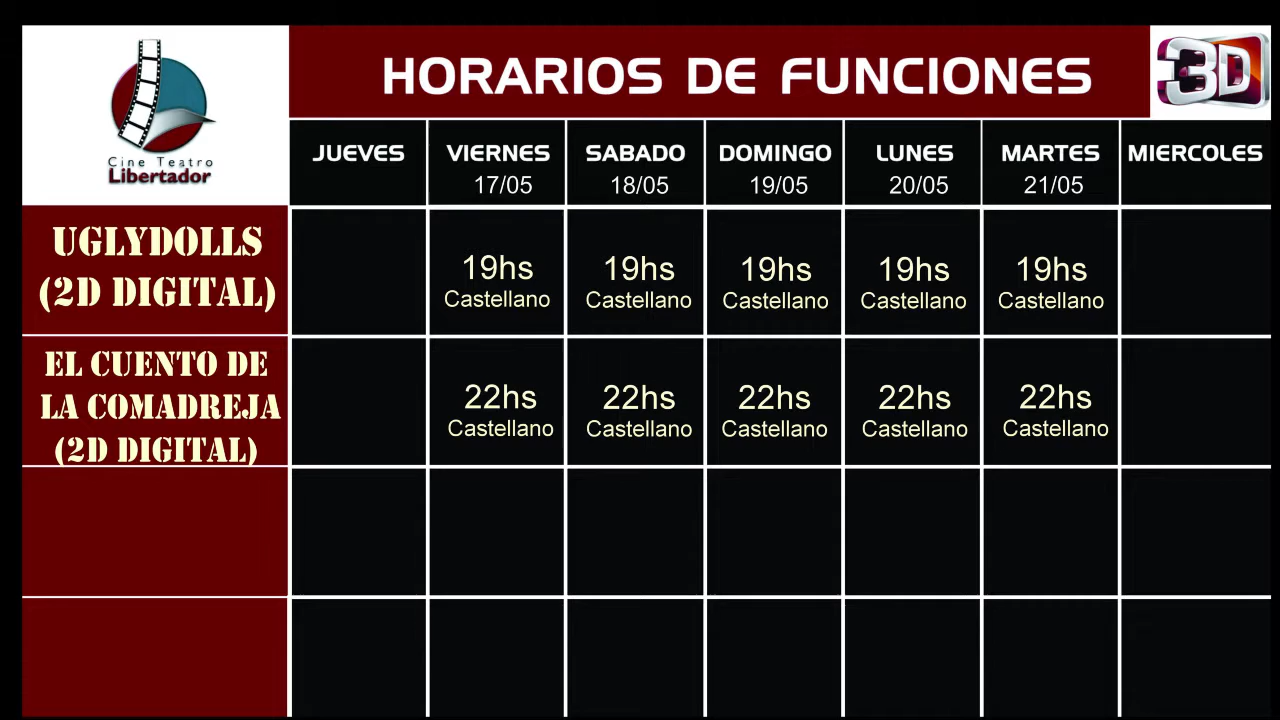 HORARIOS DE FUNCIONES
3D
Cine Teatro
Libertador
JUEVES
VIERNES
17/05
SABADO
18/05
DOMINGO
19/05
LUNES
20/05
MARTES
21/05
MIERCOLES
UGLYDOLLS
(2D DIGITAL)
19hs
Castellano
19hs
Castellano
19hs
Castellano
19hs
Castellano
19hs
Castellano
EL CUENTO DE
LA COMADREJA
(2D DIGITAL)
22hs
Castellano
22hs
Castellano
22hs
Castellano
22hs
Castellano
22hs
Castellano